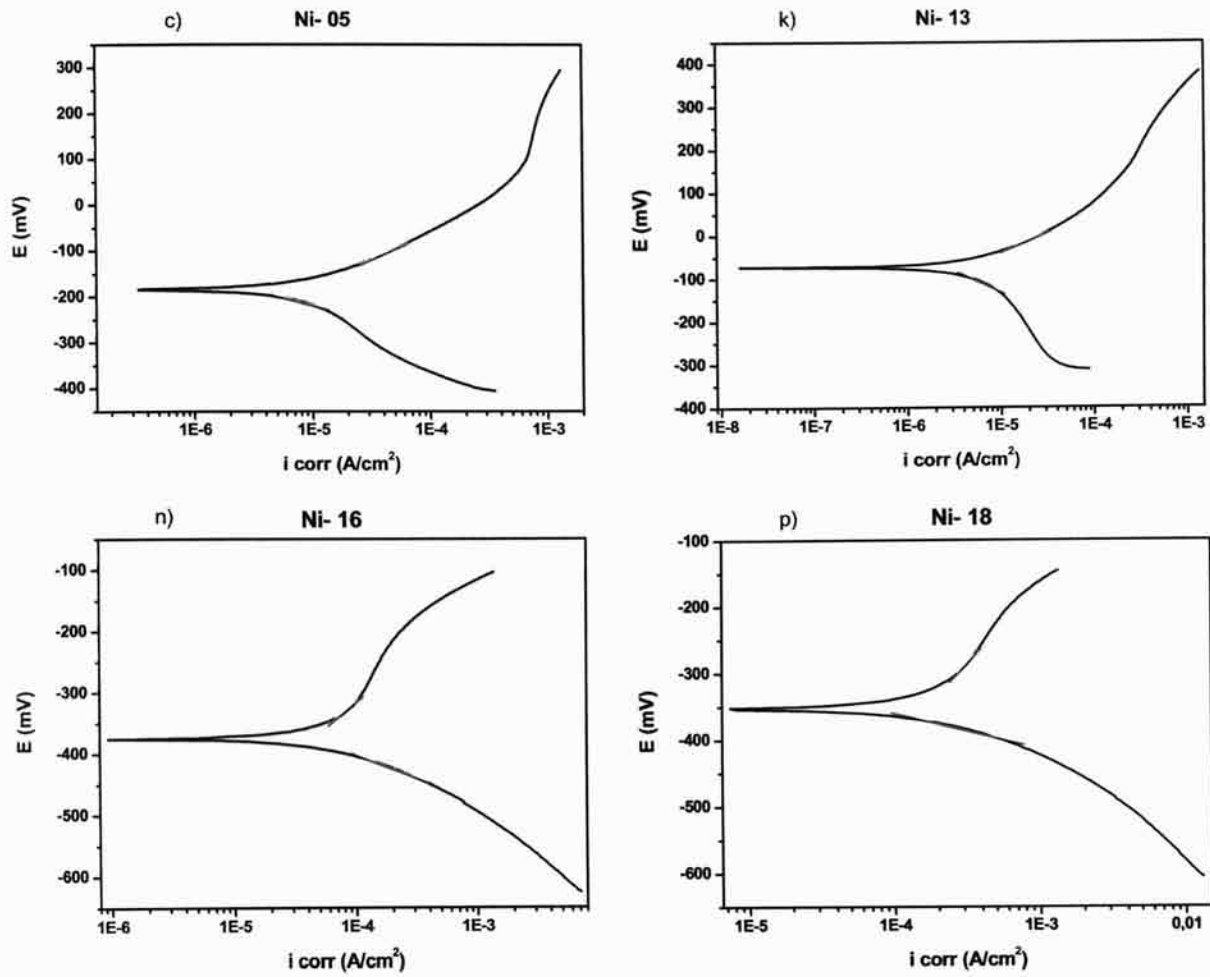 c) Ni- 05
300
200
100
0
-100
-200
-300
-400
E (mV)
1E-6 1E-5 1E-4 1E-3
i corr (A/cm²)
k) Ni- 13
400
300
200
100
0
-100
-200
-300
-400
E (mV)
1E-8 1E-7 1E-6 1E-5 1E-4 1E-3
i corr (A/cm²)
n) Ni- 16
-100
-200
-300
-400
-500
-600
E (mV)
1E-6 1E-5 1E-4 1E-3
i corr (A/cm²)
p) Ni- 18
-100
-200
-300
-400
-500
-600
E (mV)
1E-5 1E-4 1E-3 0,01
i corr (A/cm²)